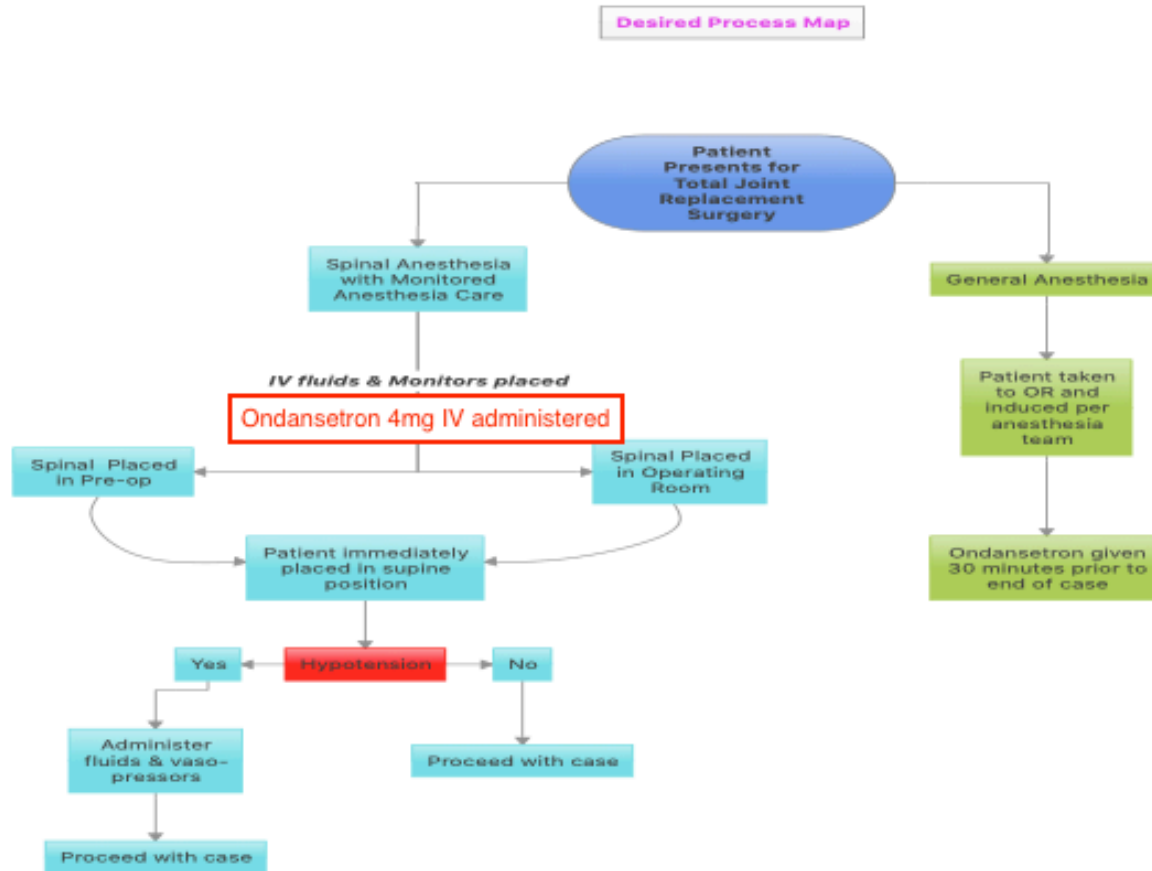 Desired Process Map
Patient
Presents for
Total Joint
Replacement
Surgery
Spinal Anesthesia
with Monitored
Anesthesia Care
General Anesthesia
IV fluids & Monitors placed
Ondansetron 4mg IV administered
Patient taken
to OR and
induced per
anesthesia
team
Spinal Placed
in Pre-op
Spinal Placed
in Operating
Room
Patient immediately
placed in supine
position
Ondansetron given
30 minutes prior to
end of case
Yes
Hypotension
No
Administer
fluids & vaso-
pressors
Proceed with case
Proceed with case